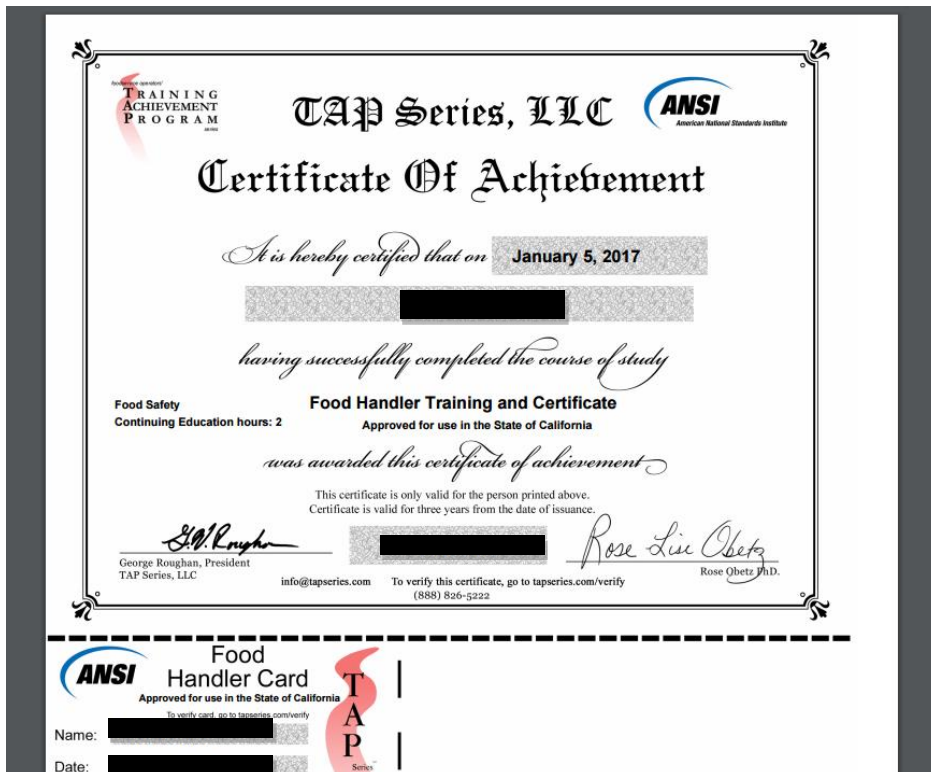 foodservice operators'
TRAINING
ACHIEVEMENT
PROGRAM
series
TAP Series, LLC
ANSI
American National Standards Institute
Certificate Of Achievement
It is hereby certified that on January 5, 2017
having successfully completed the course of study
Food Safety
Continuing Education hours: 2
Food Handler Training and Certificate
Approved for use in the State of California
was awarded this certificate of achievement
This certificate is only valid for the person printed above.
Certificate is valid for three years from the date of issuance.
Rose Lise Obetz
George Roughan, President
TAP Series, LLC
Rose Obetz PhD.
info@tapseries.com To verify this certificate, go to tapseries.com/verify
(888) 826-5222
ANSI
Food
Handler Card
Approved for use in the State of California
To verify card, go to tapseries.com/verify
Name:
Date:
TAP
Series